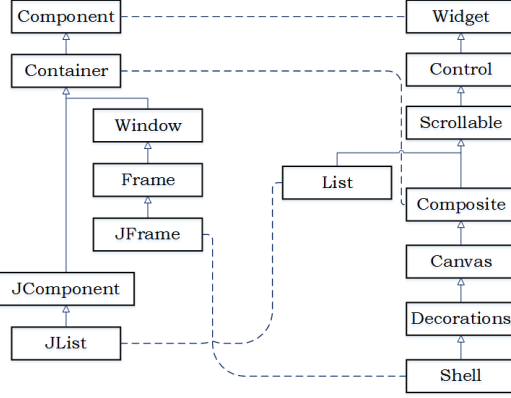 Component
Widget
Container
Control
Window
Scrollable
Frame
List
JFrame
Composite
JComponent
Canvas
JList
Decorations
Shell